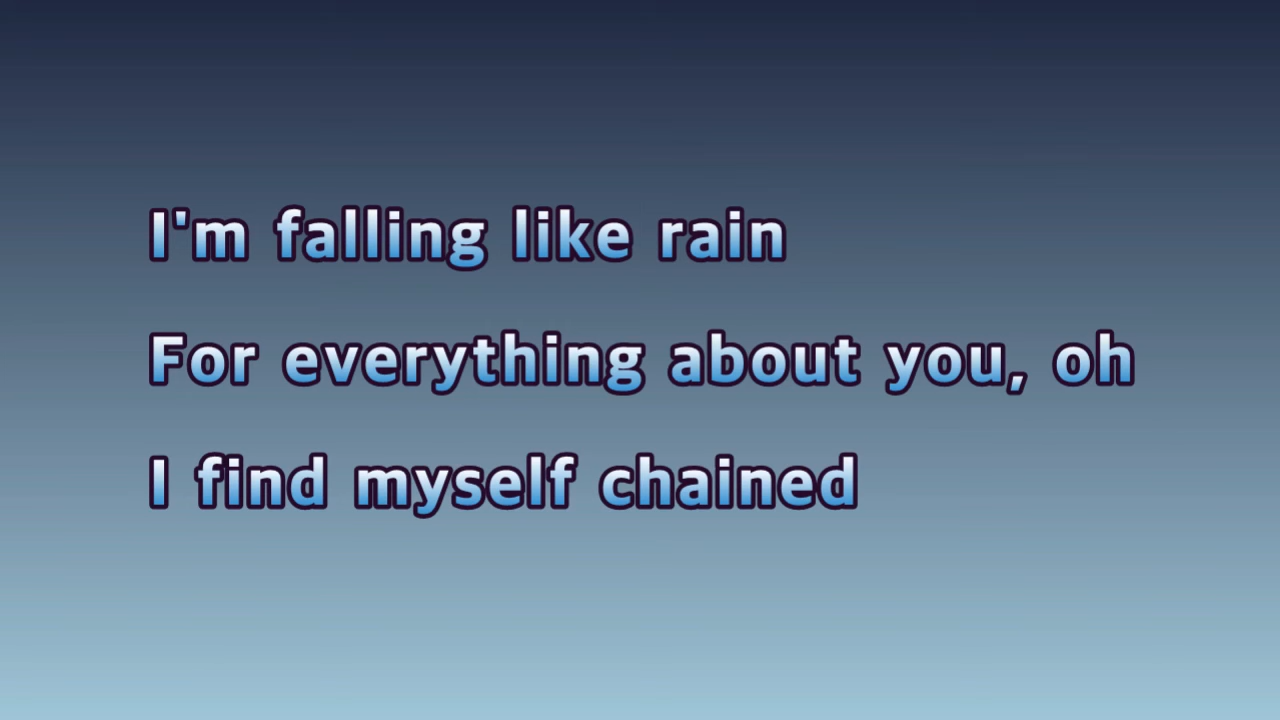 I'm falling like rain
For everything about you, oh
I find myself chained